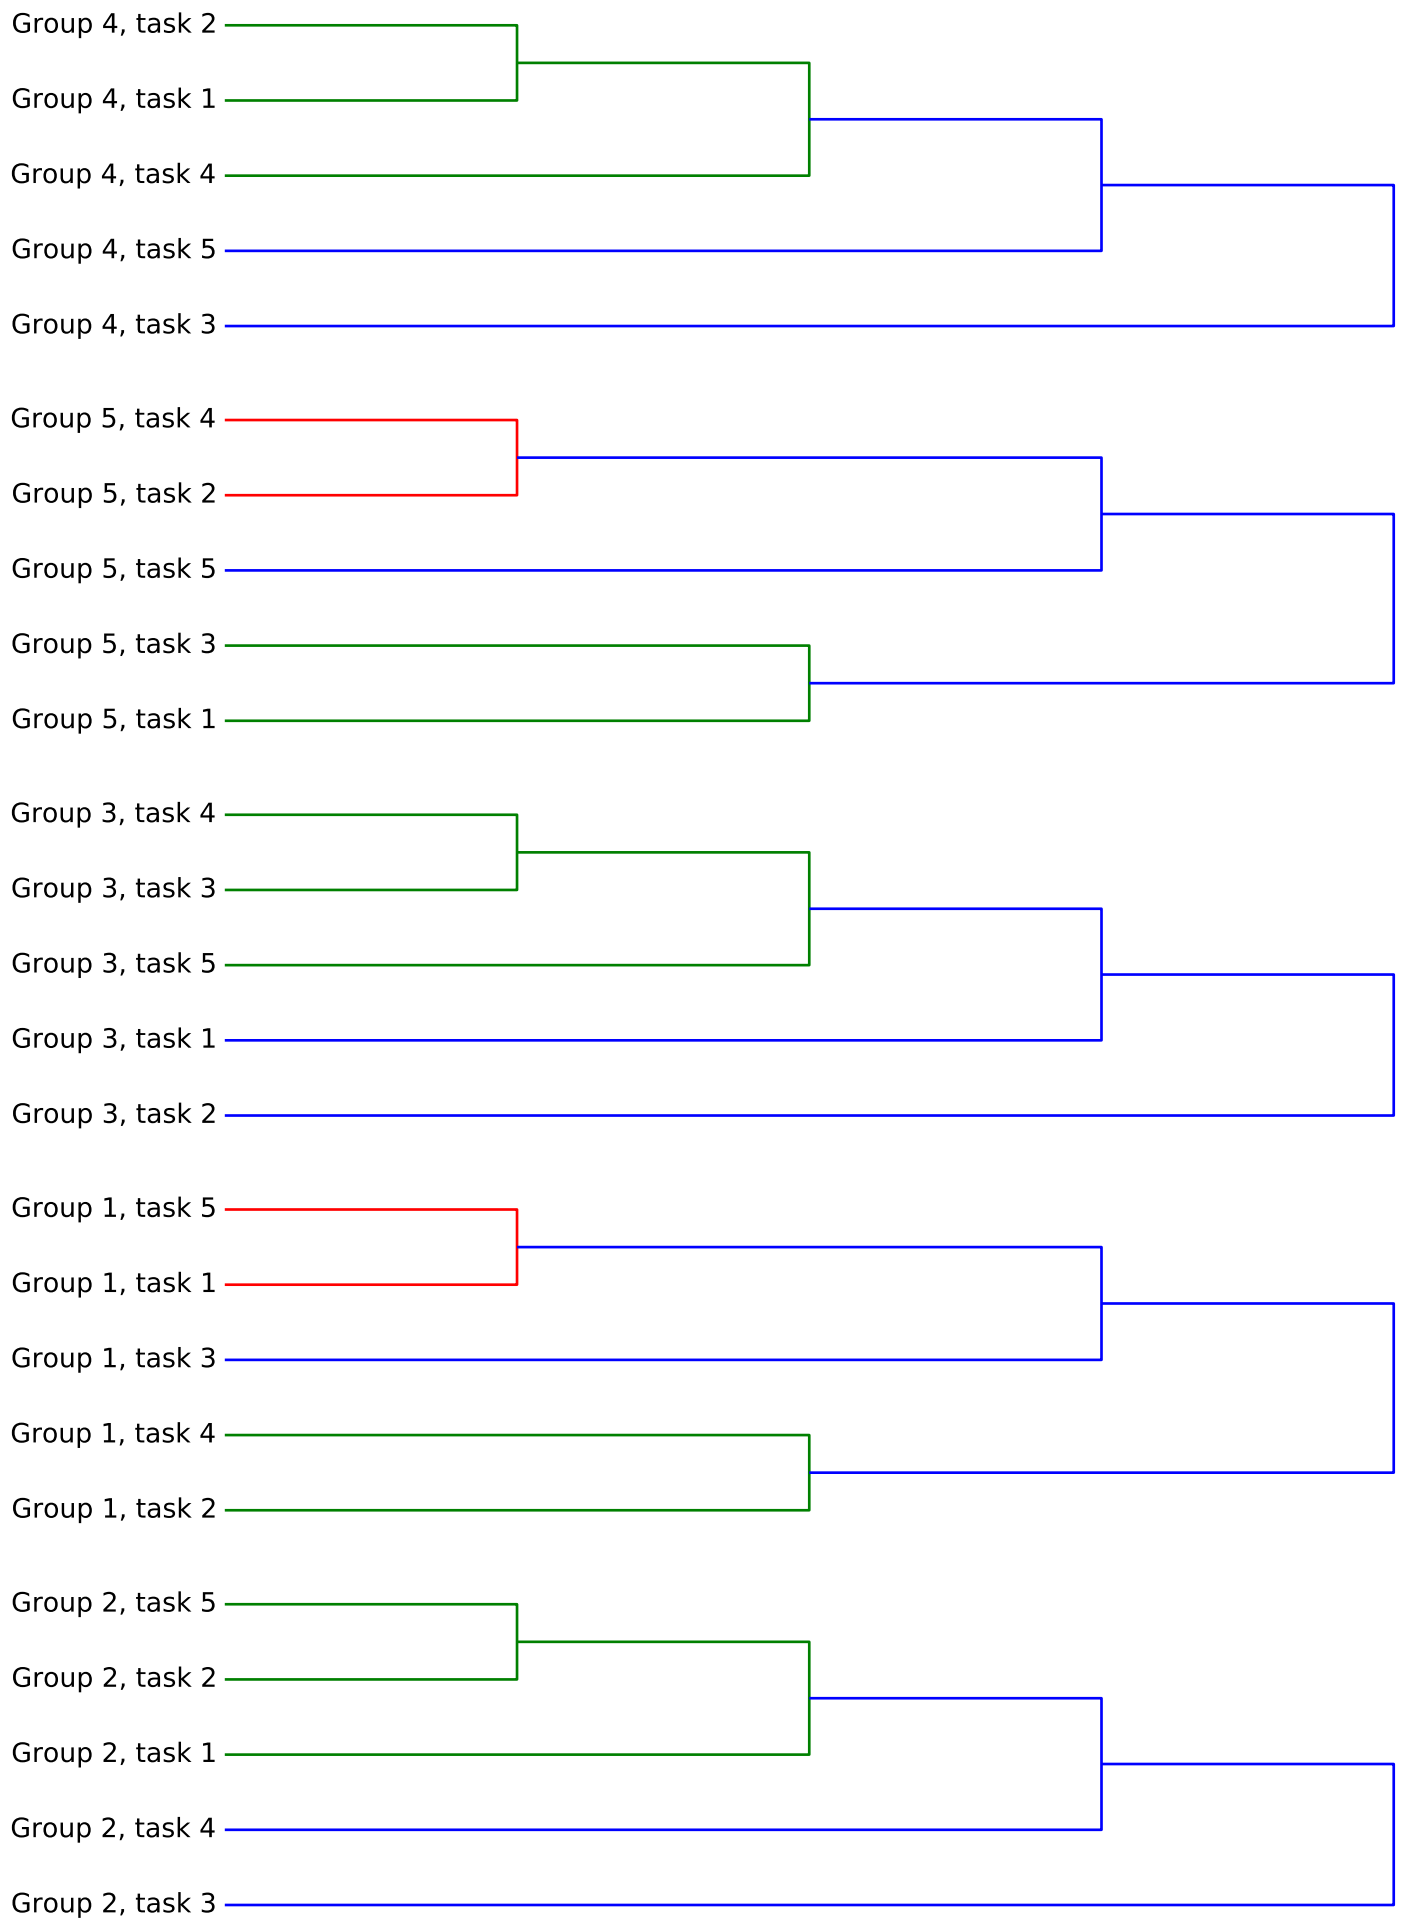 Group 4, task 2
Group 4, task 1
Group 4, task 4
Group 4, task 5
Group 4, task 3
Group 5, task 4
Group 5, task 2
Group 5, task 5
Group 5, task 3
Group 5, task 1
Group 3, task 4
Group 3, task 3
Group 3, task 5
Group 3, task 1
Group 3, task 2
Group 1, task 5
Group 1, task 1
Group 1, task 3
Group 1, task 4
Group 1, task 2
Group 2, task 5
Group 2, task 2
Group 2, task 1
Group 2, task 4
Group 2, task 3